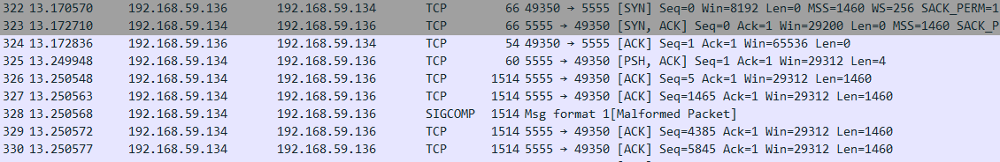 322 13.170570 192.168.59.136 192.168.59.134 TCP 66 49350 → 5555 [SYN] Seq=0 Win=8192 Len=0 MSS=1460 WS=256 SACK_PERM=1
323 13.172710 192.168.59.134 192.168.59.136 TCP 66 5555 → 49350 [SYN, ACK] Seq=0 Ack=1 Win=29200 Len=0 MSS=1460 SACK_P
324 13.172836 192.168.59.136 192.168.59.134 TCP 54 49350 → 5555 [ACK] Seq=1 Ack=1 Win=65536 Len=0
325 13.249948 192.168.59.134 192.168.59.136 TCP 60 5555 → 49350 [PSH, ACK] Seq=1 Ack=1 Win=29312 Len=4
326 13.250548 192.168.59.134 192.168.59.136 TCP 1514 5555 → 49350 [ACK] Seq=5 Ack=1 Win=29312 Len=1460
327 13.250563 192.168.59.134 192.168.59.136 TCP 1514 5555 → 49350 [ACK] Seq=1465 Ack=1 Win=29312 Len=1460
328 13.250568 192.168.59.134 192.168.59.136 SIGCOMP 1514 Msg format 1[Malformed Packet]
329 13.250572 192.168.59.134 192.168.59.136 TCP 1514 5555 → 49350 [ACK] Seq=4385 Ack=1 Win=29312 Len=1460
330 13.250577 192.168.59.134 192.168.59.136 TCP 1514 5555 → 49350 [ACK] Seq=5845 Ack=1 Win=29312 Len=1460